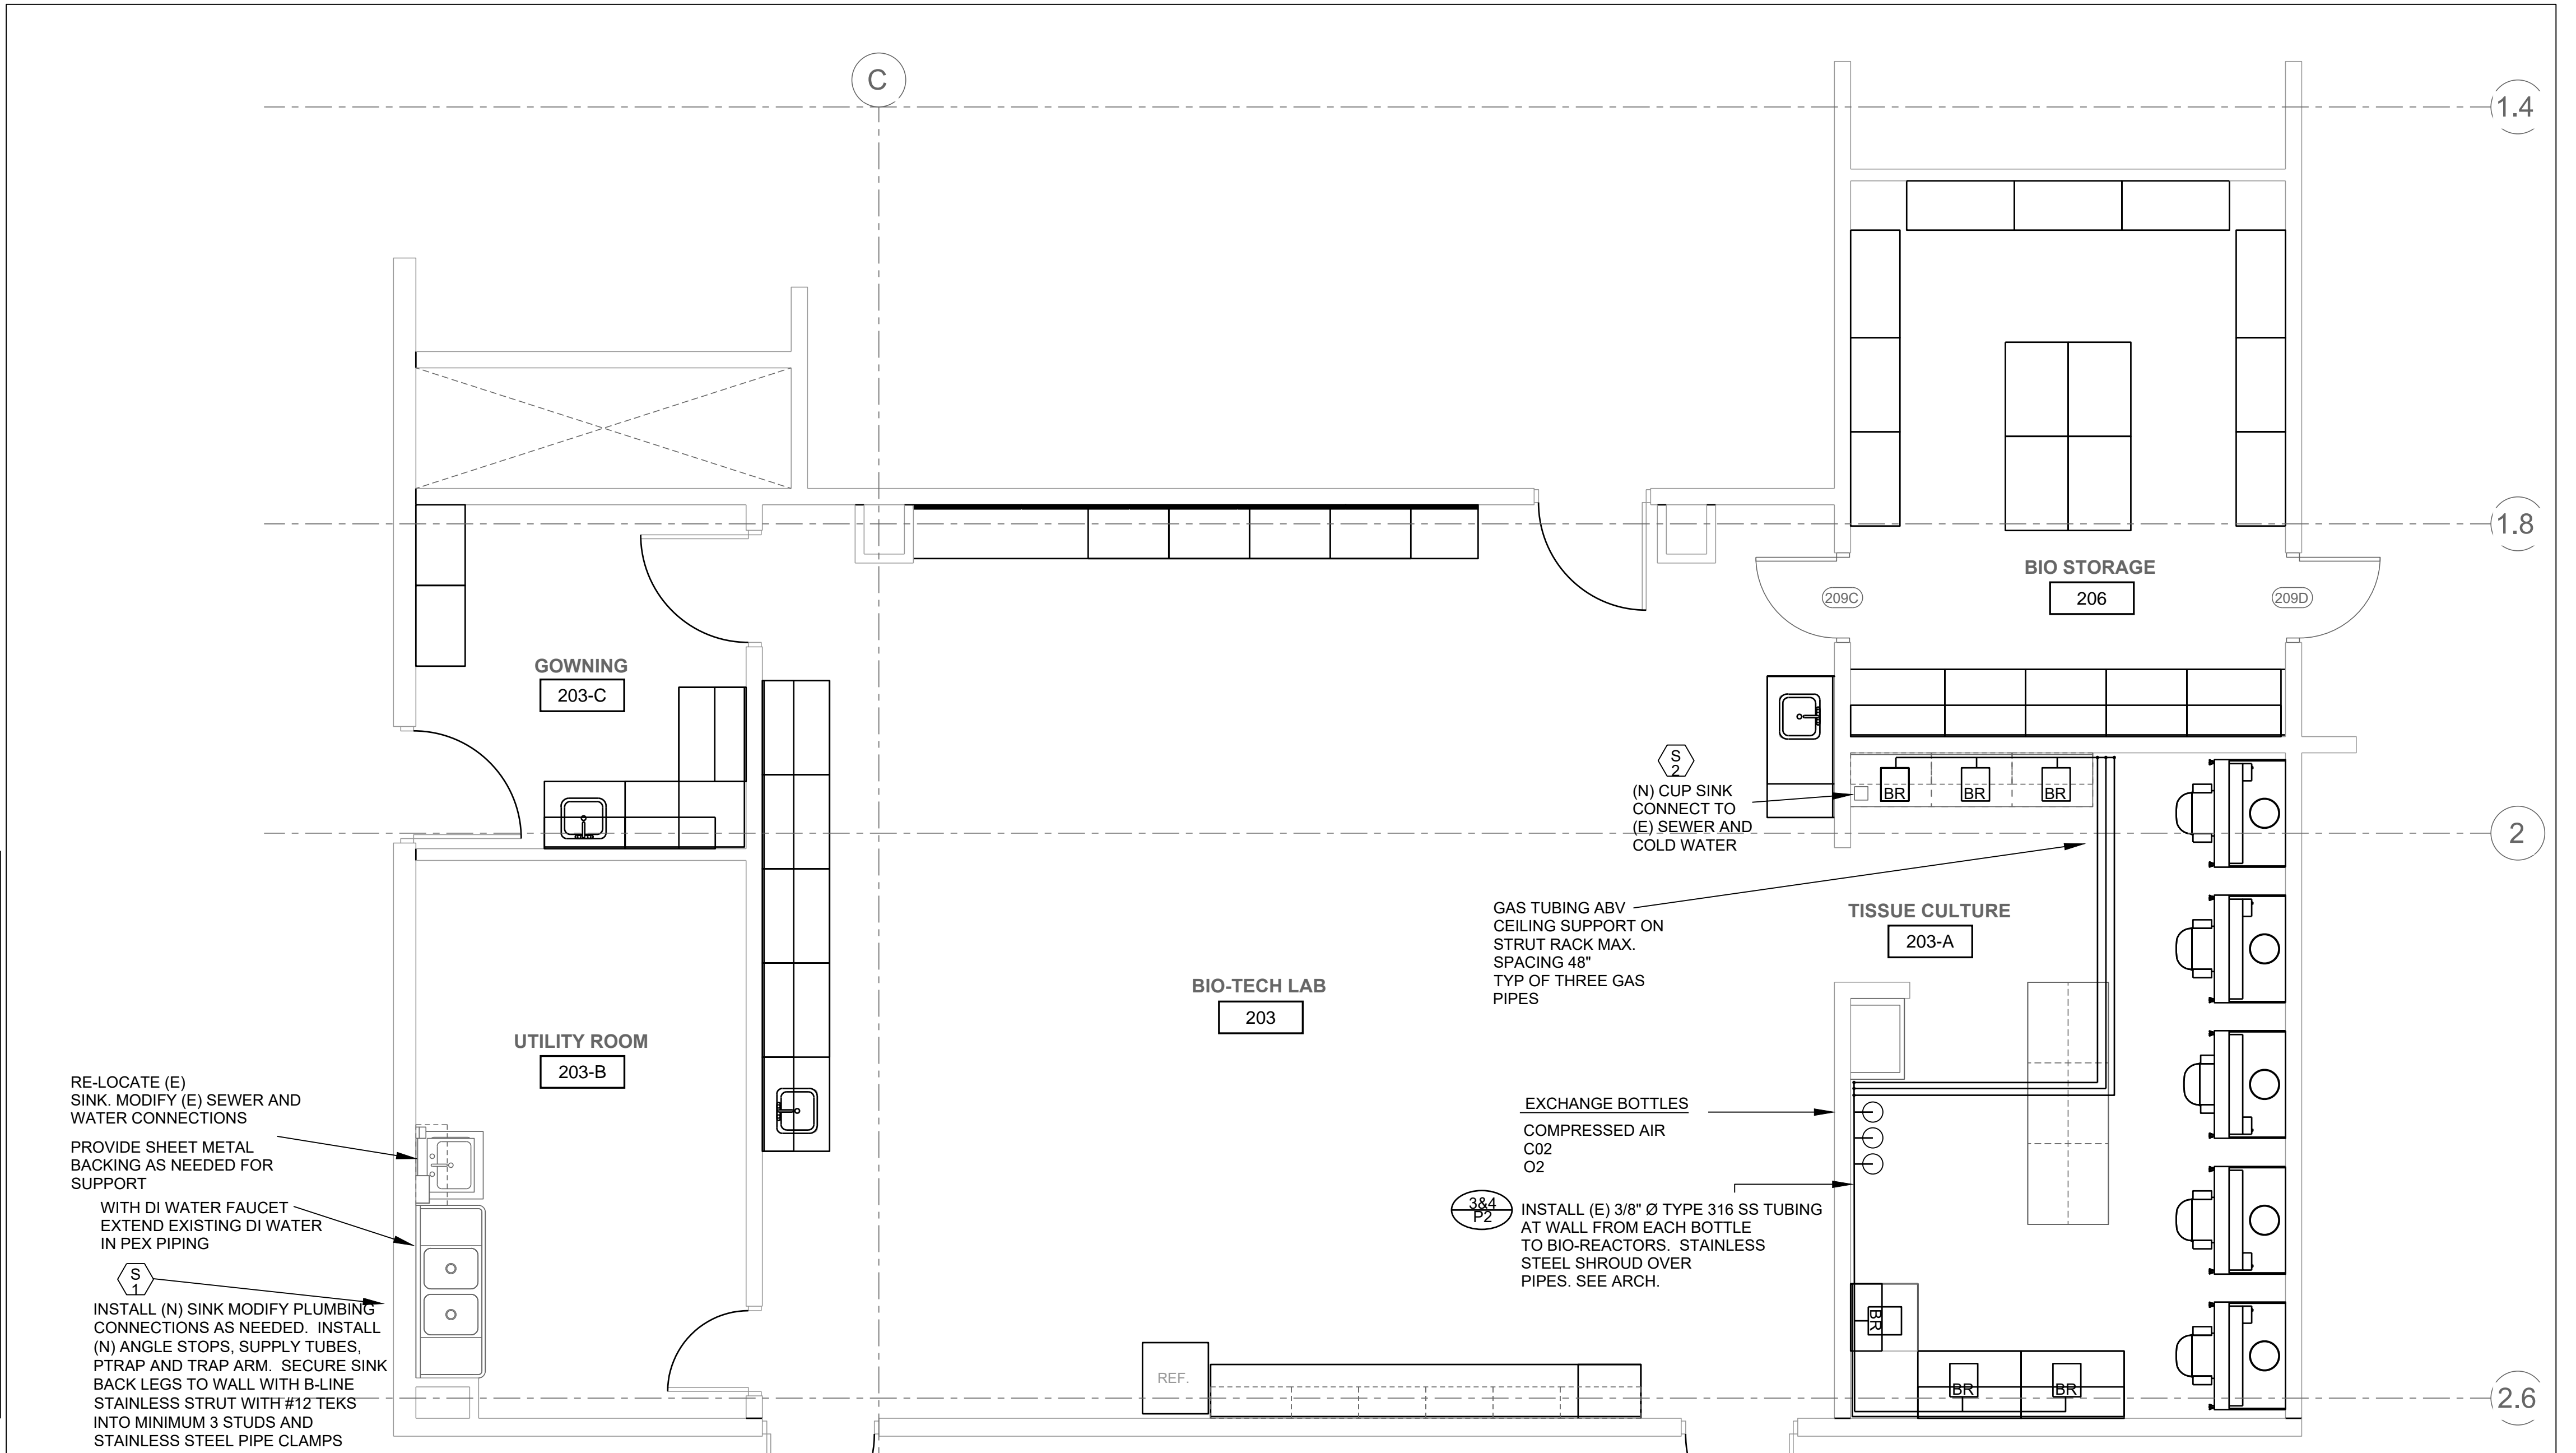 C
1.4
1.8
BIO STORAGE
206
209C
209D
GOWNING
203-C
S
2
(N) CUP SINK
CONNECT TO
(E) SEWER AND
COLD WATER
BR
BR
BR
2
GAS TUBING ABV
CEILING SUPPORT ON
STRUT RACK MAX.
SPACING 48"
TYP OF THREE GAS
PIPES
TISSUE CULTURE
203-A
BIO-TECH LAB
203
UTILITY ROOM
203-B
RE-LOCATE (E)
SINK. MODIFY (E) SEWER AND
WATER CONNECTIONS
PROVIDE SHEET METAL
BACKING AS NEEDED FOR
SUPPORT
WITH DI WATER FAUCET
EXTEND EXISTING DI WATER
IN PEX PIPING
S
1
INSTALL (N) SINK MODIFY PLUMBING
CONNECTIONS AS NEEDED. INSTALL
(N) ANGLE STOPS, SUPPLY TUBES,
PTRAP AND TRAP ARM. SECURE SINK
BACK LEGS TO WALL WITH B-LINE
STAINLESS STRUT WITH #12 TEKS
INTO MINIMUM 3 STUDS AND
STAINLESS STEEL PIPE CLAMPS
EXCHANGE BOTTLES
COMPRESSED AIR
C02
O2
3&4
P2
INSTALL (E) 3/8" Ø TYPE 316 SS TUBING
AT WALL FROM EACH BOTTLE
TO BIO-REACTORS. STAINLESS
STEEL SHROUD OVER
PIPES. SEE ARCH.
BR
REF.
BR
BR
2.6